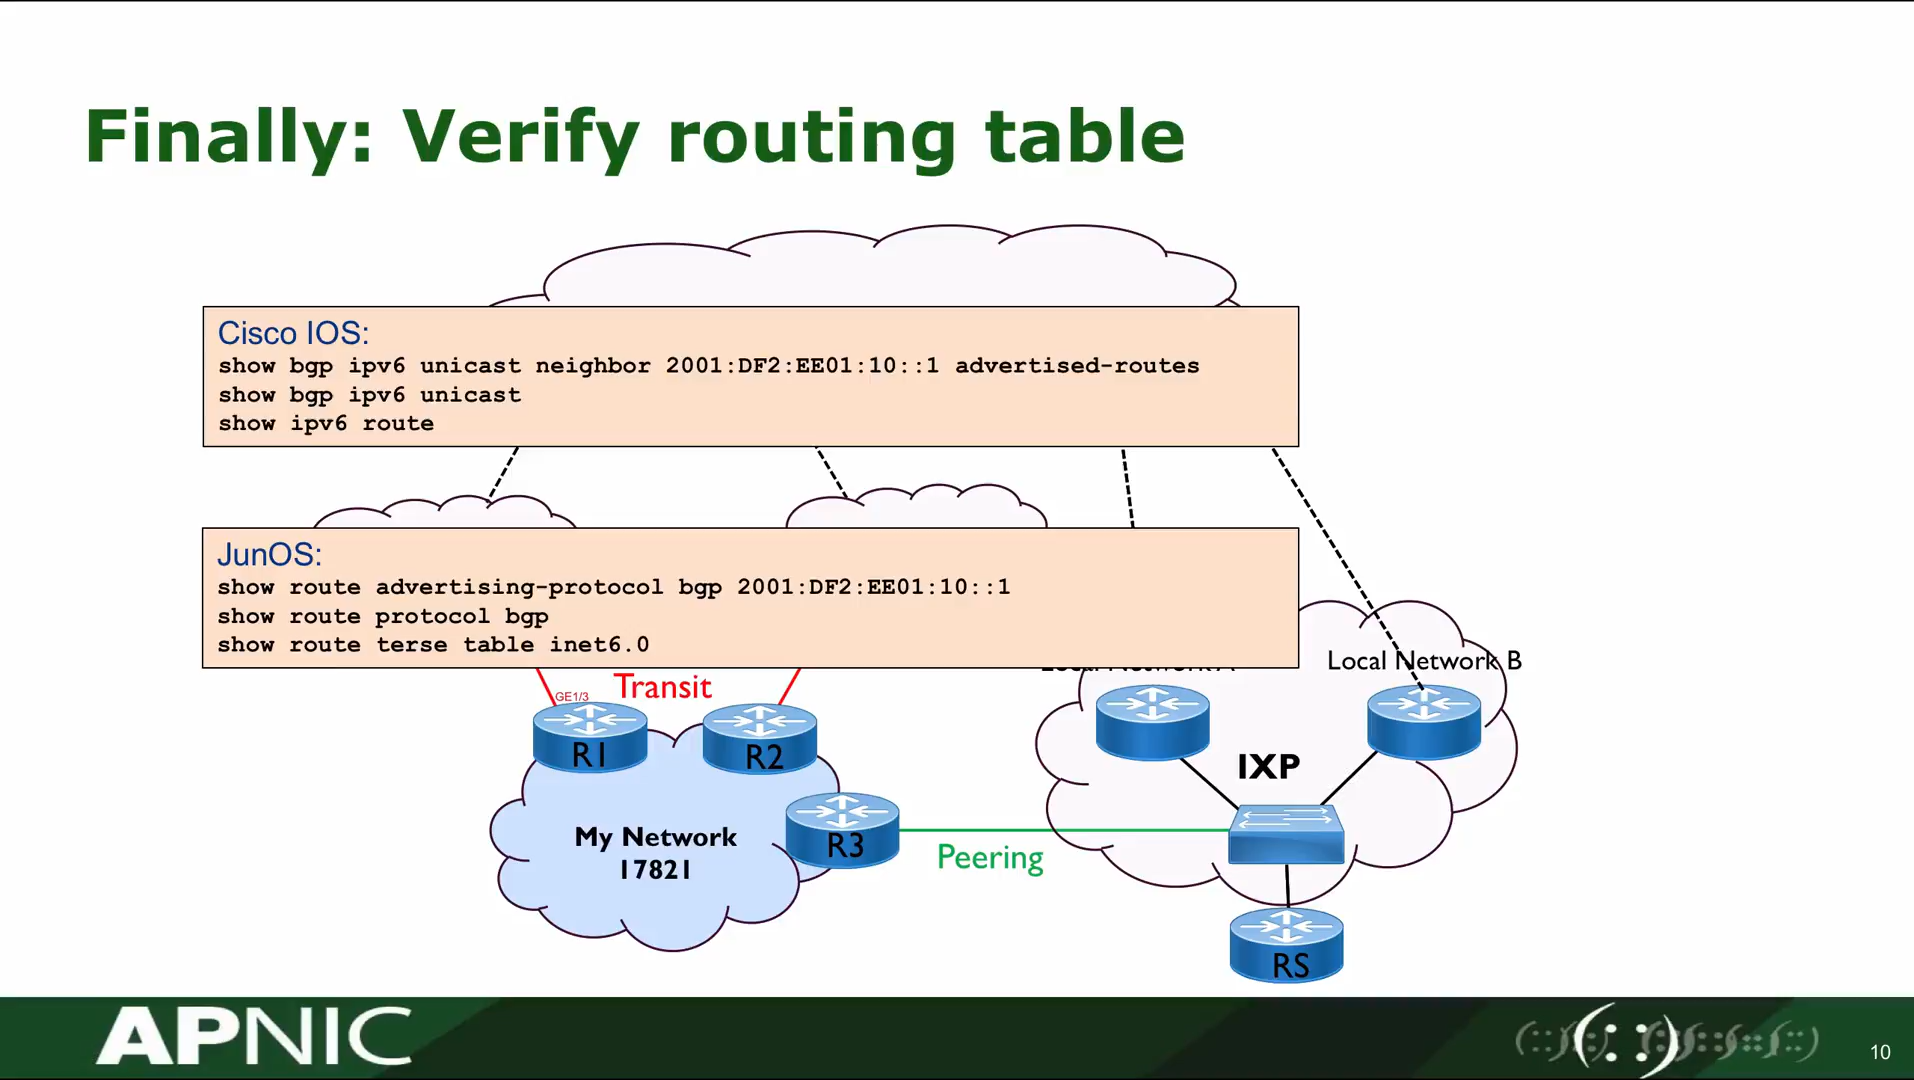 Finally: Verify routing table
Cisco IOS:
show bgp ipv6 unicast neighbor 2001:DF2:EE01:10::1 advertised-routes
show bgp ipv6 unicast
show ipv6 route
JunOS:
show route advertising-protocol bgp 2001:DF2:EE01:10::1
show route protocol bgp
show route terse table inet6.0
Local Network B
GE1/3
Transit
R1
R2
IXP
My Network
17821
R3
Peering
RS
APNIC
10